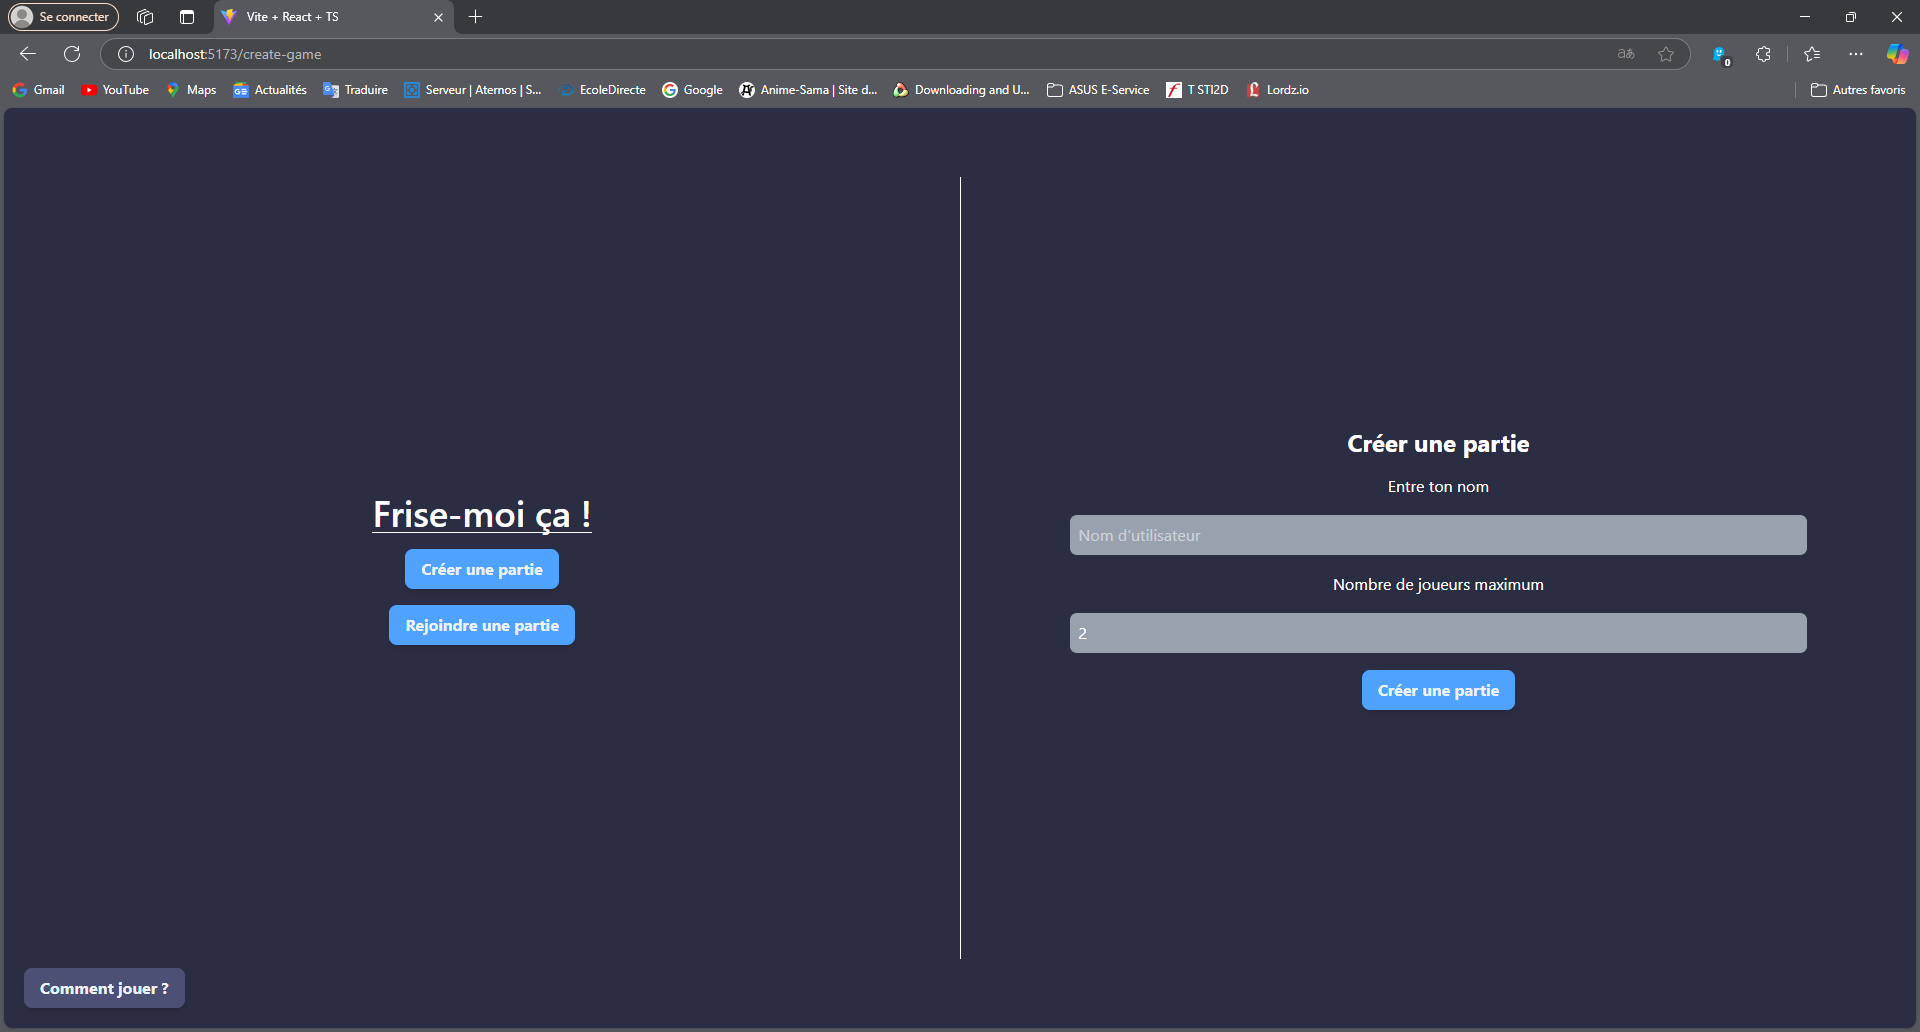 Se connecter
Vite + React + TS
localhost:5173/create-game
Gmail
YouTube
Maps
Actualités
Traduire
Serveur | Aternos | S...
EcoleDirecte
Google
Anime-Sama | Site d...
Downloading and U...
ASUS E-Service
T STI2D
Lordz.io
Autres favoris
Frise-moi ça !
Créer une partie
Rejoindre une partie
Créer une partie
Entre ton nom
Nom d'utilisateur
Nombre de joueurs maximum
2
Créer une partie
Comment jouer ?